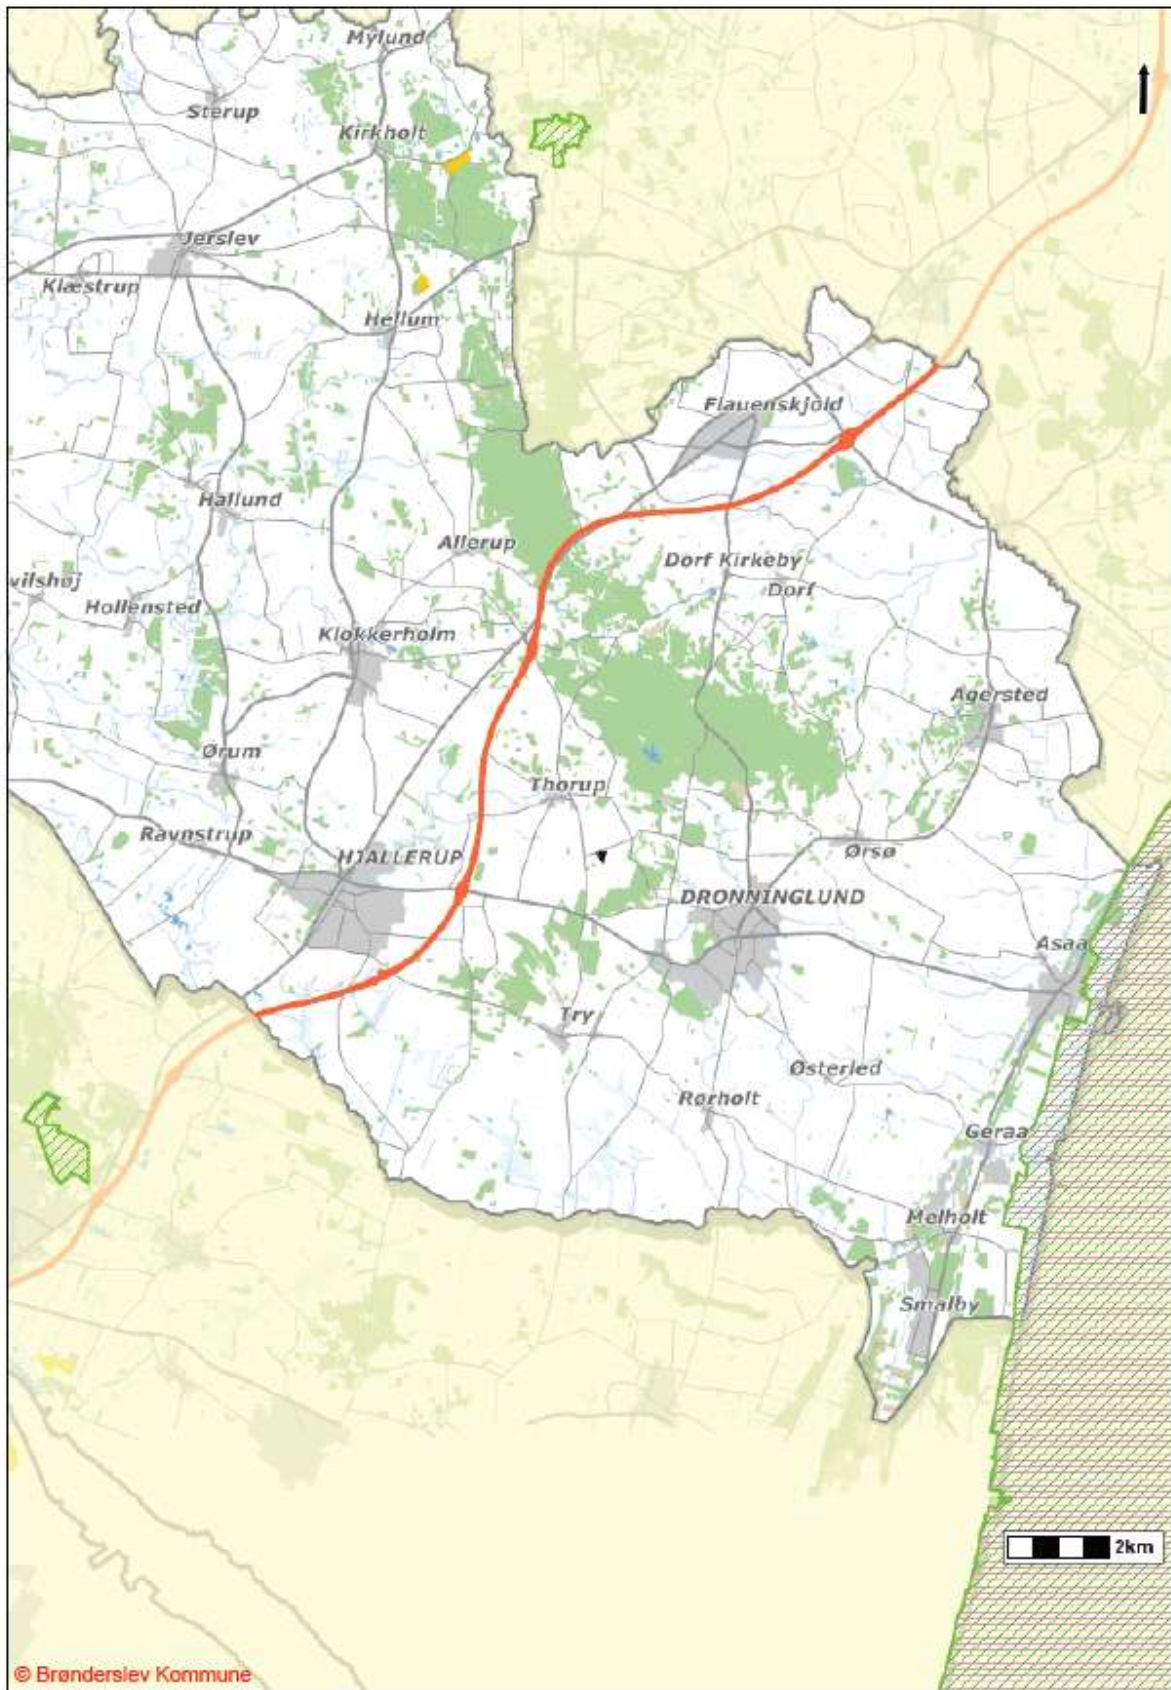 Mylund
Sterup
Kirkholt
Jerslev
Klæstrup
Hellum
Flauenskjold
Hallund
Allerup
Dorf Kirkeby
vilshøj
Hollensted
Dorf
Klokkerholm
Agersted
Ørum
Thorup
Ravnstrup
HJALLERUP
Ørsø
DRONNINGLUND
Asaa
Try
Østerled
Rørholt
Geraa
Melholt
Smalby
2km
© Brønderslev Kommune